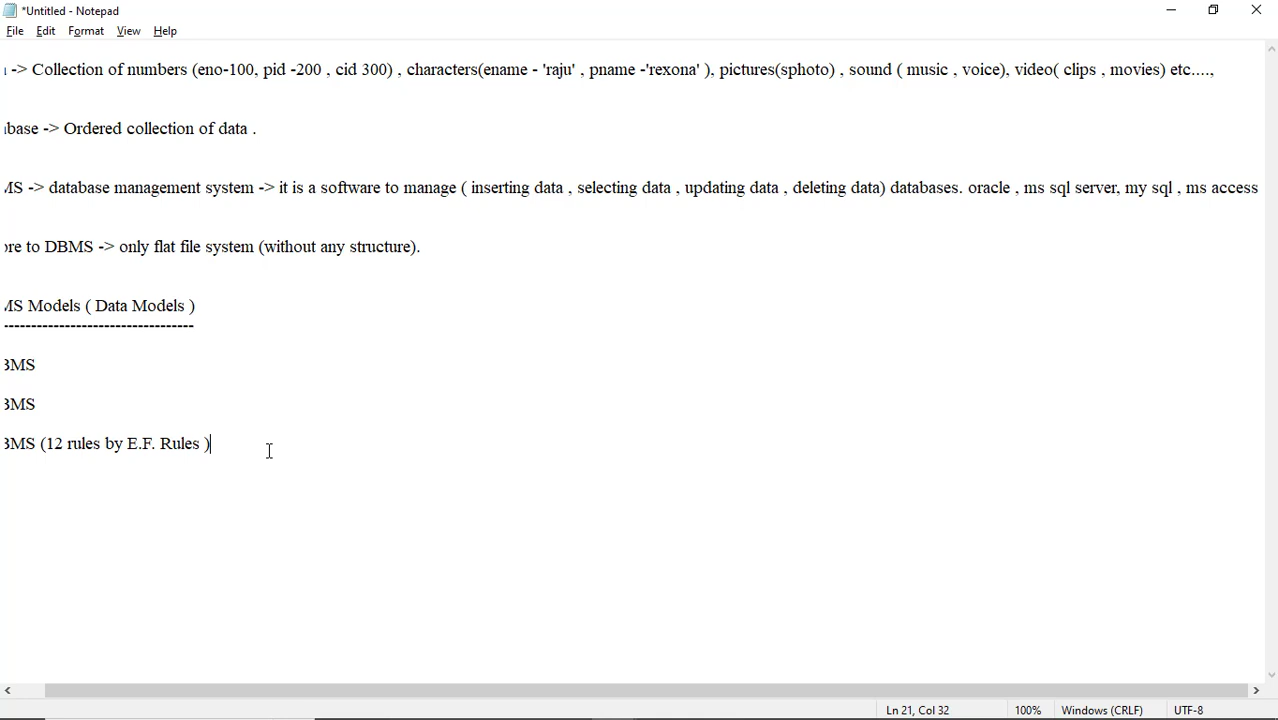 *Untitled - Notepad
File Edit Format View Help
-> Collection of numbers (eno-100, pid -200 , cid 300) , characters(ename - 'raju' , pname -'rexona' ), pictures(sphoto) , sound ( music , voice), video( clips , movies) etc....,
base -> Ordered collection of data .
MS -> database management system -> it is a software to manage ( inserting data , selecting data , updating data , deleting data) databases. oracle , ms sql server, my sql , ms access
ore to DBMS -> only flat file system (without any structure).
MS Models ( Data Models )
-----------------------------------
BMS
BMS
BMS (12 rules by E.F. Rules )
Ln 21, Col 32 100% Windows (CRLF) UTF-8